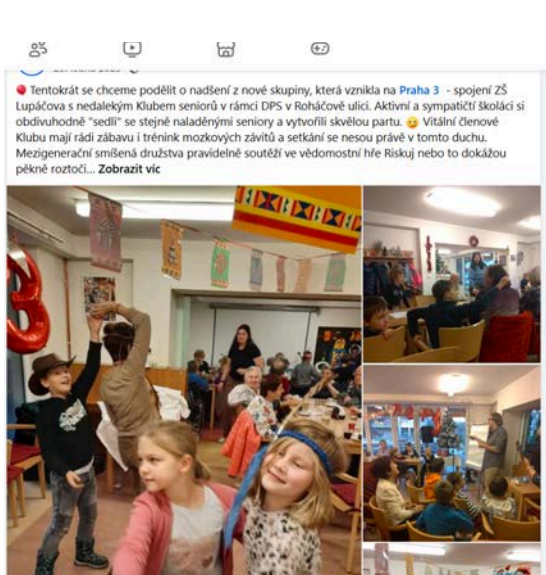 Tentokrát se chceme podělit o nadšení z nové skupiny, která vznikla na Praha 3 - spojení ZŠ
Lupáčova s nedalekým Klubem seniorů v rámci DPS v Roháčově ulici. Aktivní a sympatičtí školáci si
obdivuhodně "sedli" se stejně naladěnými seniory a vytvořili skvělou partu. 😉 Vitální členové
Klubu mají rádi zábavu i trénink mozkových závitů a setkání se nesou právě v tomto duchu.
Mezigenerační smíšená družstva pravidelně soutěží ve vědomostní hře Riskuj nebo to dokážou
pěkně roztoči... Zobrazit víc